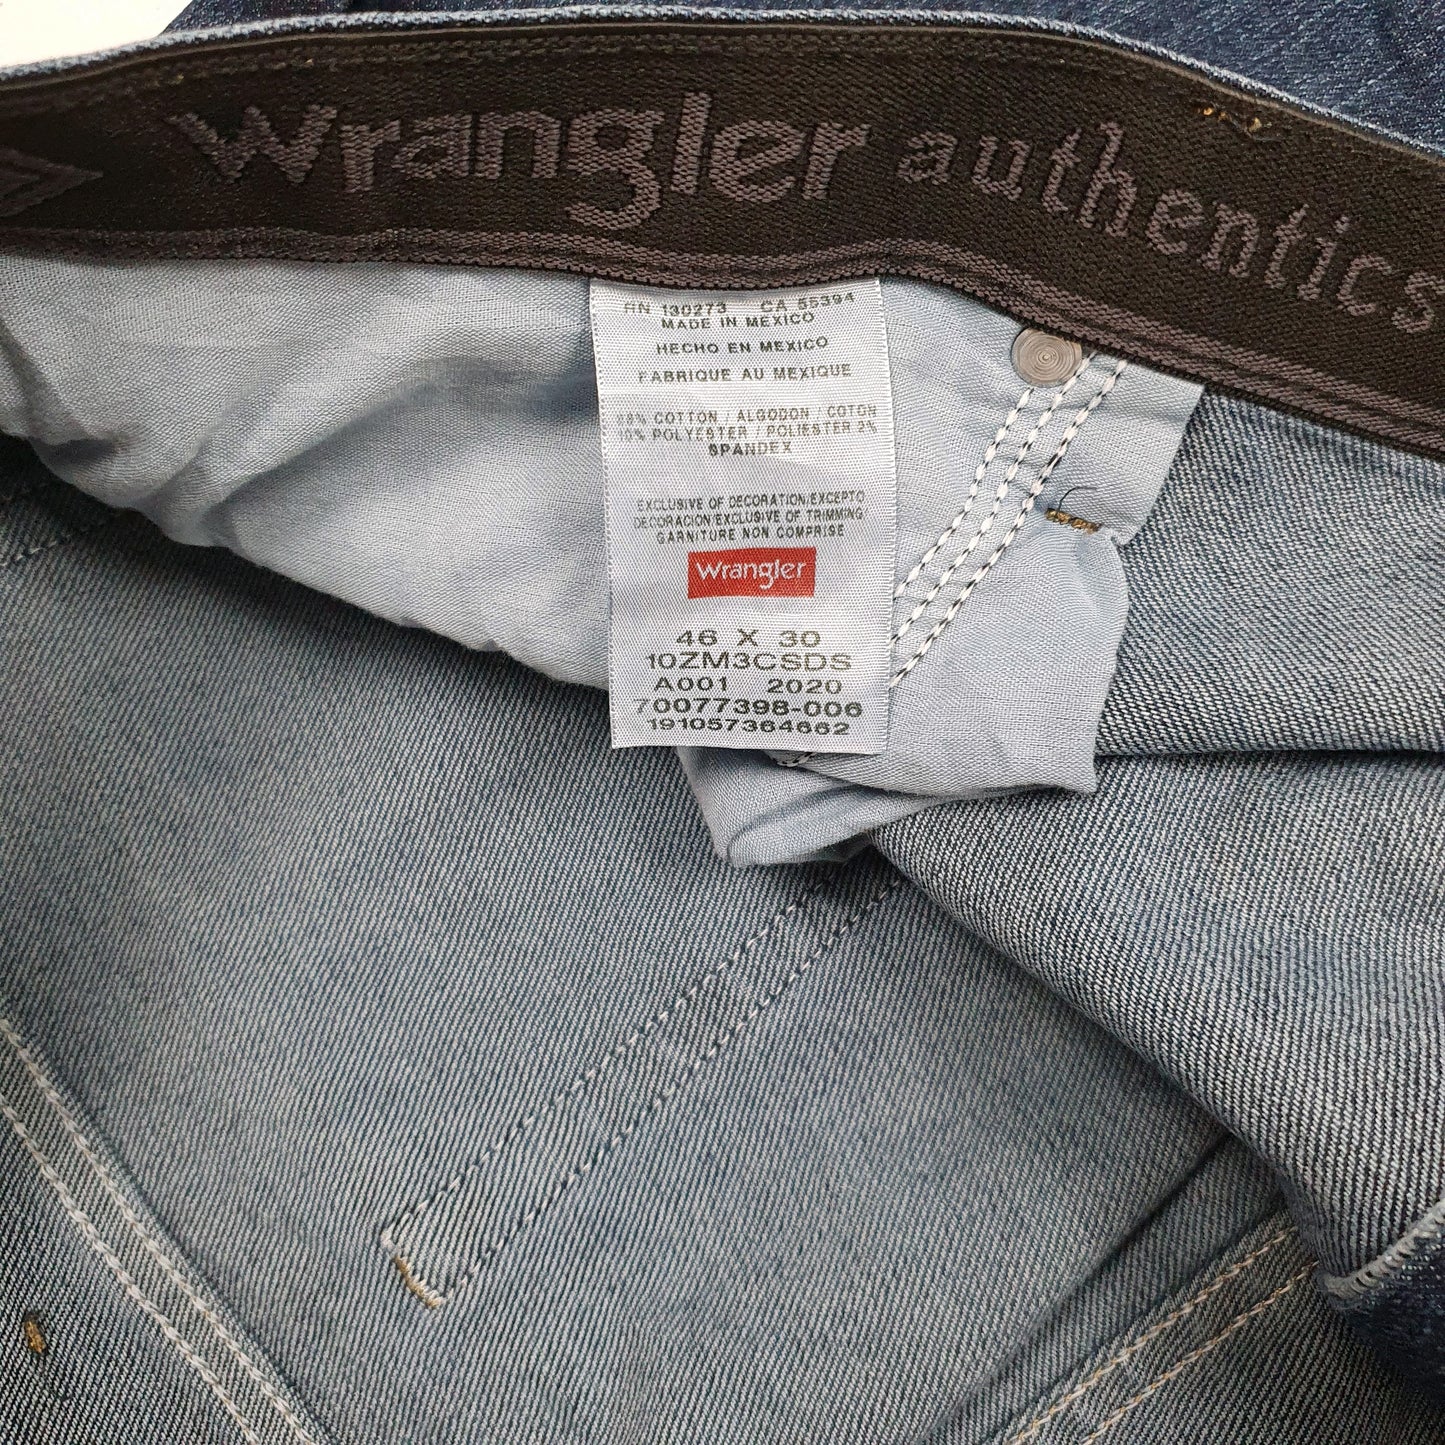 Wrangler authentics
RN 130273 CA 55394
MADE IN MEXICO
HECHO EN MEXICO
FABRIQUE AU MEXIQUE
COTTON / ALGODON / COTON
POLYESTER / POLIESTER 2%
SPANDEX
EXCLUSIVE OF DECORATION/EXCEPTO
DECORACION/EXCLUSIVE OF TRIMMING
GARNITURE NON COMPRISE
Wrangler
46 X 30
10ZM3CSDS
A001 2020
70077398-006
191057364662